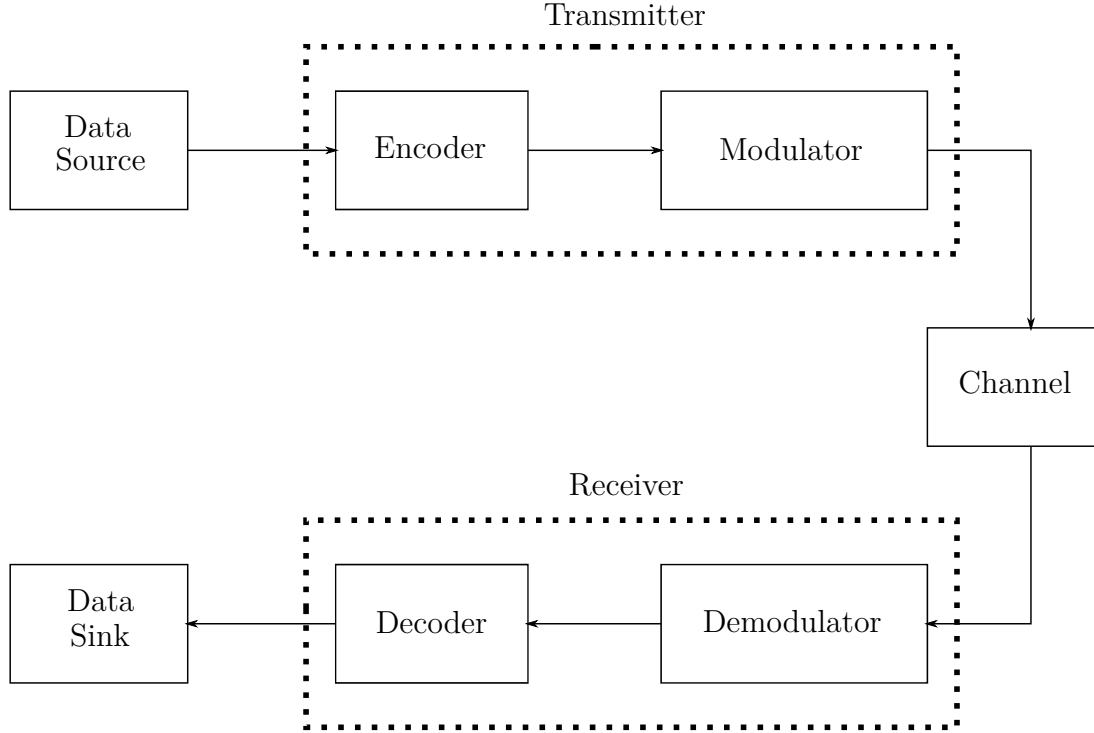 Transmitter
Data
Source
Encoder
Modulator
Channel
Receiver
Data
Sink
Decoder
Demodulator